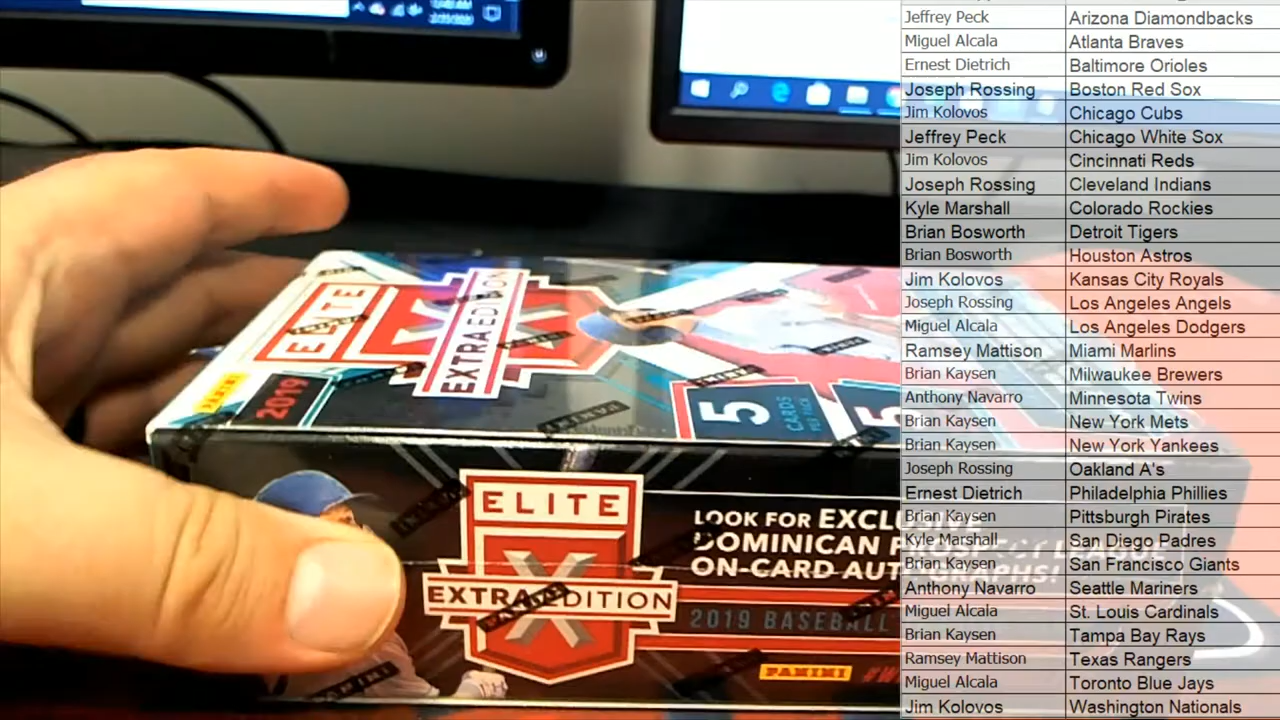 Jeffrey Peck Arizona Diamondbacks
Miguel Alcala Atlanta Braves
Ernest Dietrich Baltimore Orioles
Joseph Rossing Boston Red Sox
Jim Kolovos Chicago Cubs
Jeffrey Peck Chicago White Sox
Jim Kolovos Cincinnati Reds
Joseph Rossing Cleveland Indians
Kyle Marshall Colorado Rockies
Brian Bosworth Detroit Tigers
Brian Bosworth Houston Astros
Jim Kolovos Kansas City Royals
Joseph Rossing Los Angeles Angels
Miguel Alcala Los Angeles Dodgers
Ramsey Mattison Miami Marlins
Brian Kaysen Milwaukee Brewers
Anthony Navarro Minnesota Twins
Brian Kaysen New York Mets
Brian Kaysen New York Yankees
Joseph Rossing Oakland A's
Ernest Dietrich Philadelphia Phillies
Brian Kaysen Pittsburgh Pirates
Kyle Marshall San Diego Padres
Brian Kaysen San Francisco Giants
Anthony Navarro Seattle Mariners
Miguel Alcala St. Louis Cardinals
Brian Kaysen Tampa Bay Rays
Ramsey Mattison Texas Rangers
Miguel Alcala Toronto Blue Jays
Jim Kolovos Washington Nationals
ELITE
EXTRA EDITION
PANINI
2019
5
CARDS
PER PACK
5
ELITE
EXTRA EDITION
LOOK FOR EXCLUSIVE
DOMINICAN PROSPECT LEAGUE
ON-CARD AUTOGRAPHS!
2019 BASEBALL
PANINI